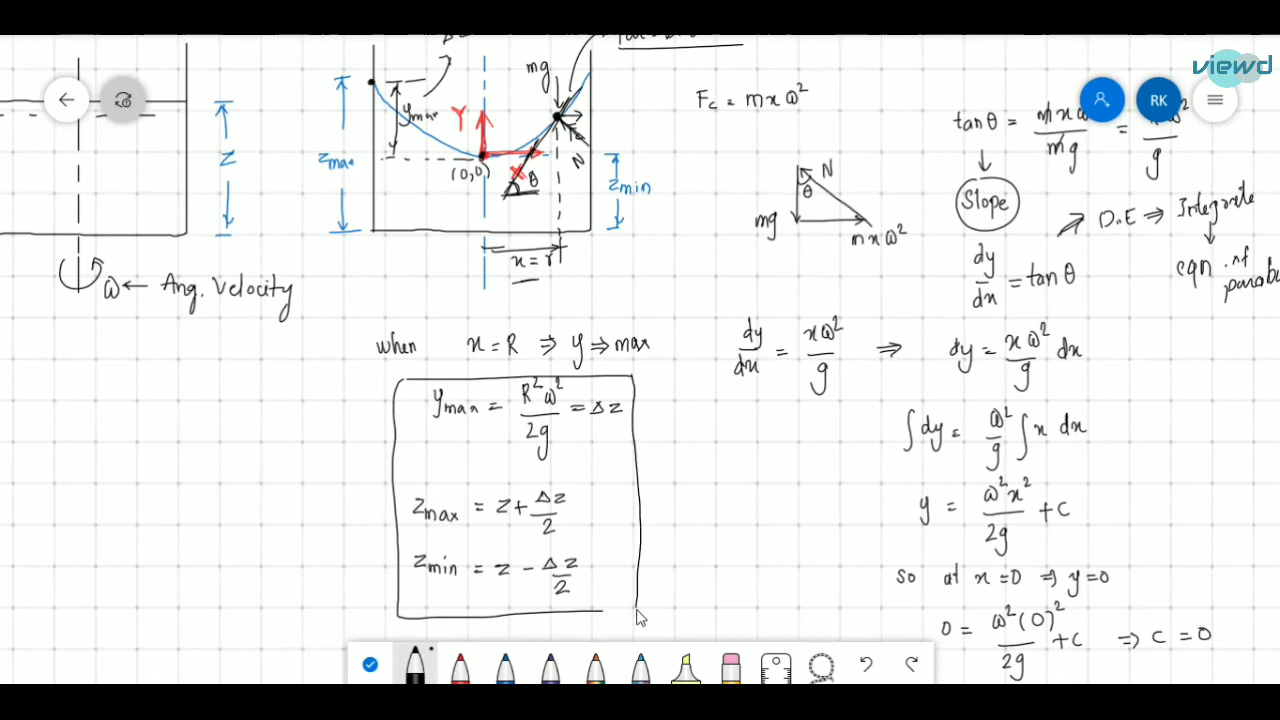 viewd
RK
Z
ω ← Ang. Velocity
mg
ymax
Y
zmax
(0,0)
X
θ
N
zmin
x = r
Fc = mxω²
N
θ
mg
mxω²
tanθ = mxω²/mg = xω²/g
Slope
dy/dx = tanθ
D.E ⇒ Integrate
eqn. of
when x = R ⇒ y ⇒ max
ymax = R²ω²/2g = Δz
zmax = z + Δz/2
zmin = z - Δz/2
dy/dx = xω²/g ⇒ dy = xω²/g dx
∫dy = ω²/g ∫x dx
y = ω²x²/2g + c
so at x = 0 ⇒ y = 0
0 = ω²(0)²/2g + c ⇒ c = 0